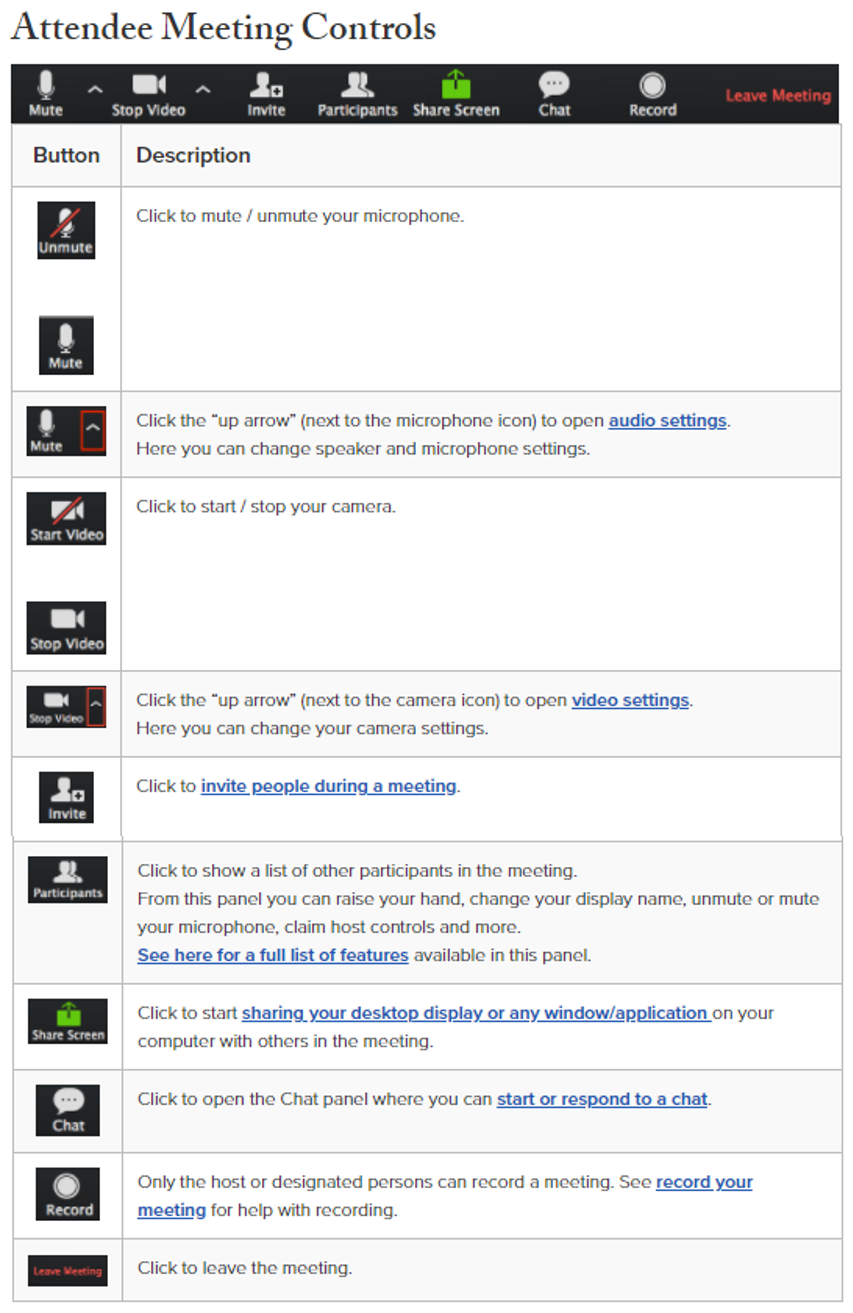 Attendee Meeting Controls
Mute Stop Video Invite Participants Share Screen Chat Record Leave Meeting
Button Description
Unmute Click to mute / unmute your microphone.
Mute
Mute Click the “up arrow” (next to the microphone icon) to open audio settings.
Here you can change speaker and microphone settings.
Start Video Click to start / stop your camera.
Stop Video
Stop Video Click the “up arrow” (next to the camera icon) to open video settings.
Here you can change your camera settings.
Invite Click to invite people during a meeting.
Participants Click to show a list of other participants in the meeting.
From this panel you can raise your hand, change your display name, unmute or mute
your microphone, claim host controls and more.
See here for a full list of features available in this panel.
Share Screen Click to start sharing your desktop display or any window/application on your
computer with others in the meeting.
Chat Click to open the Chat panel where you can start or respond to a chat.
Record Only the host or designated persons can record a meeting. See record your
meeting for help with recording.
Leave Meeting Click to leave the meeting.